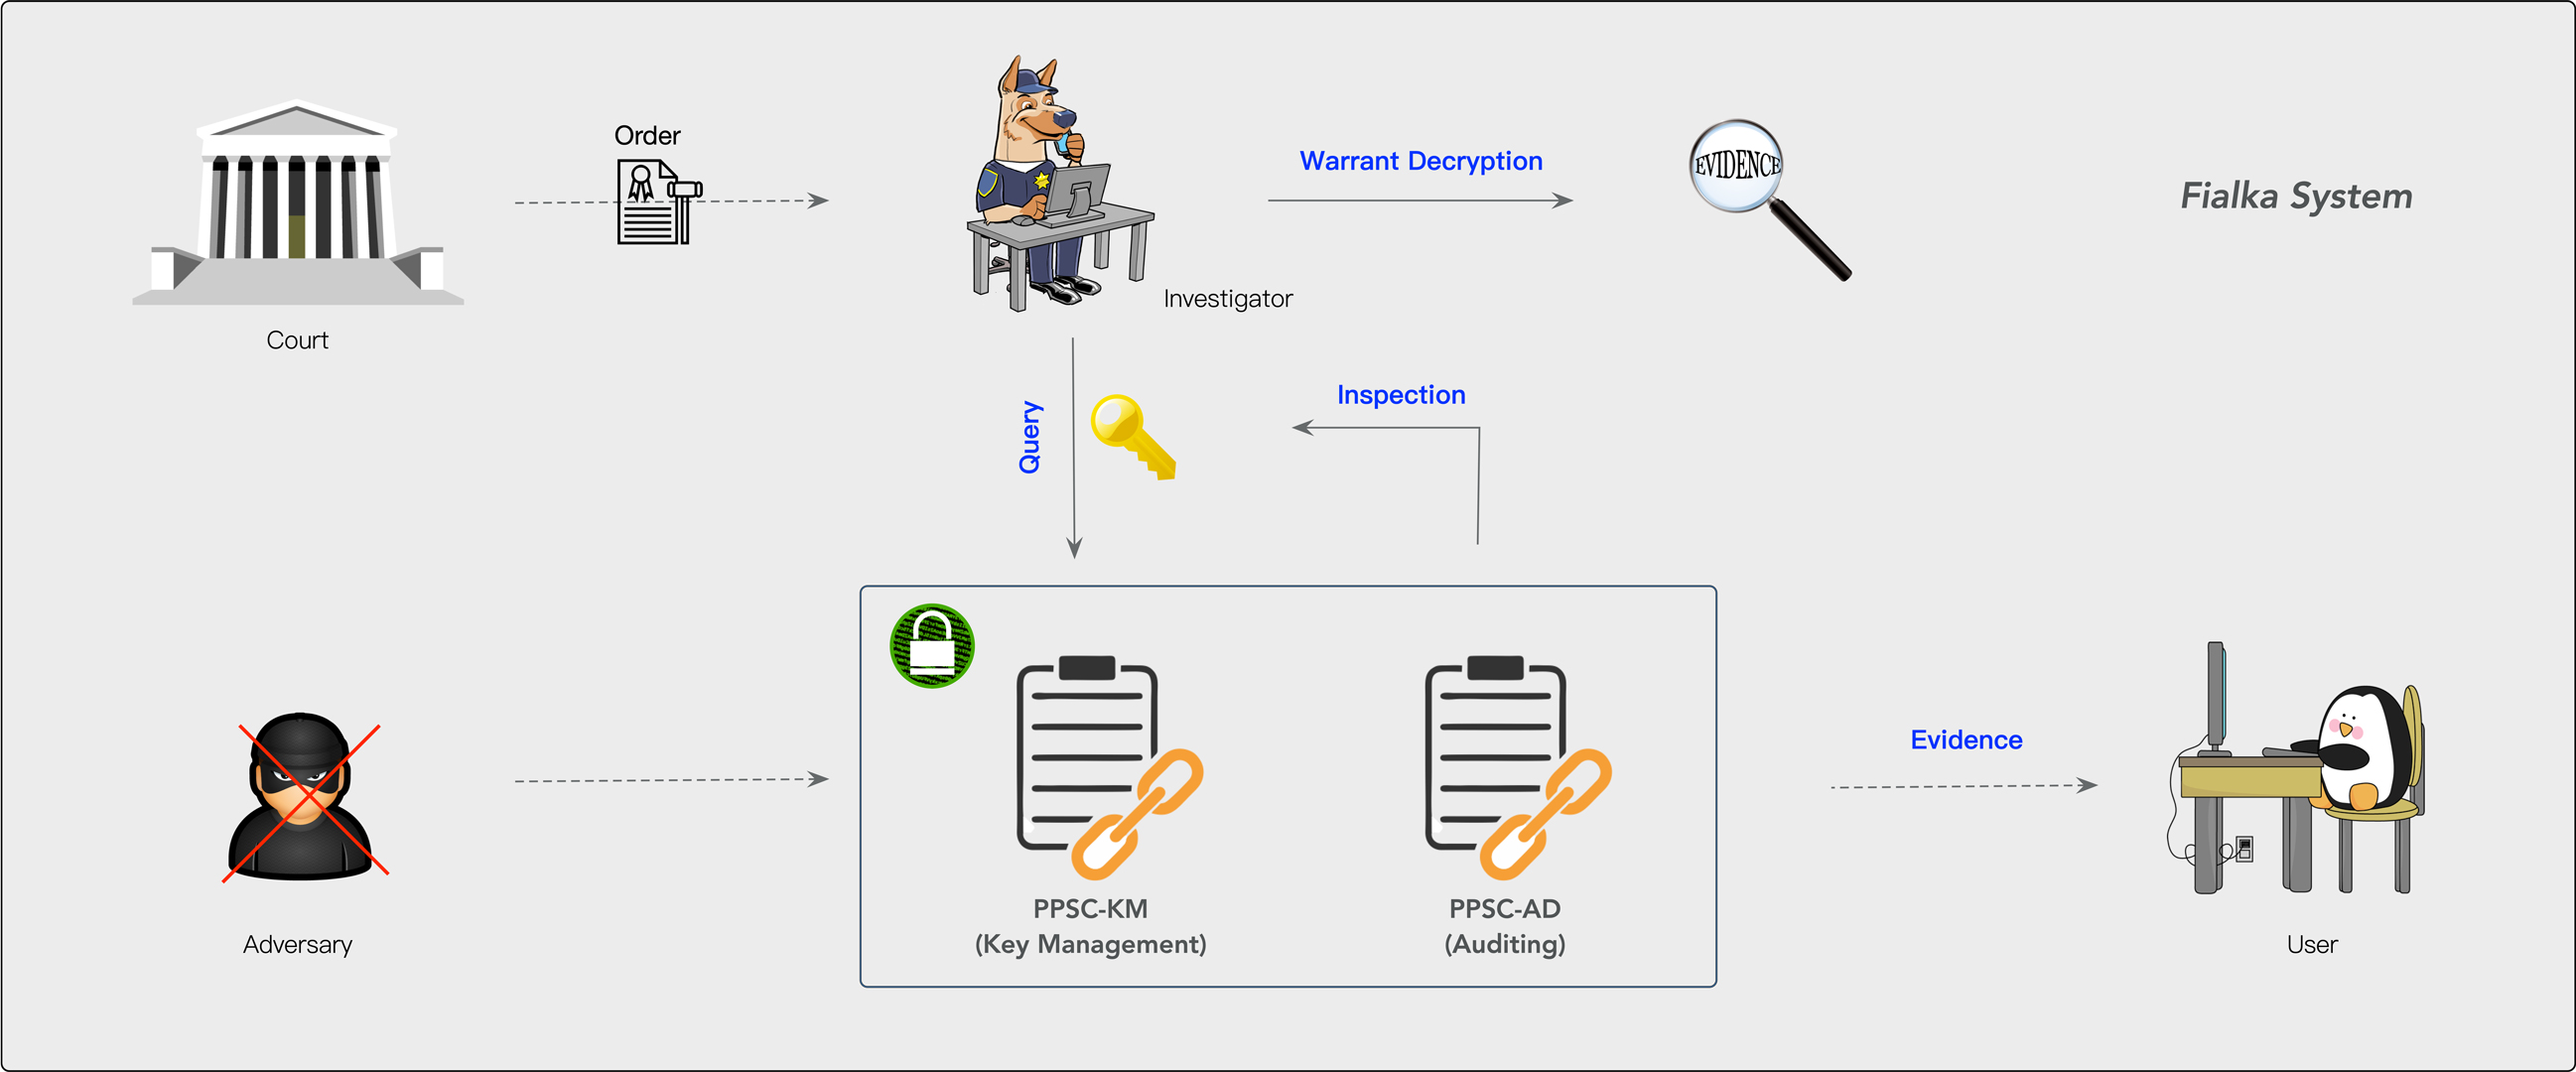 Order
Warrant Decryption
EVIDENCE
Fialka System
Investigator
Court
Inspection
Query
Evidence
PPSC-KM
(Key Management)
PPSC-AD
(Auditing)
Adversary
User